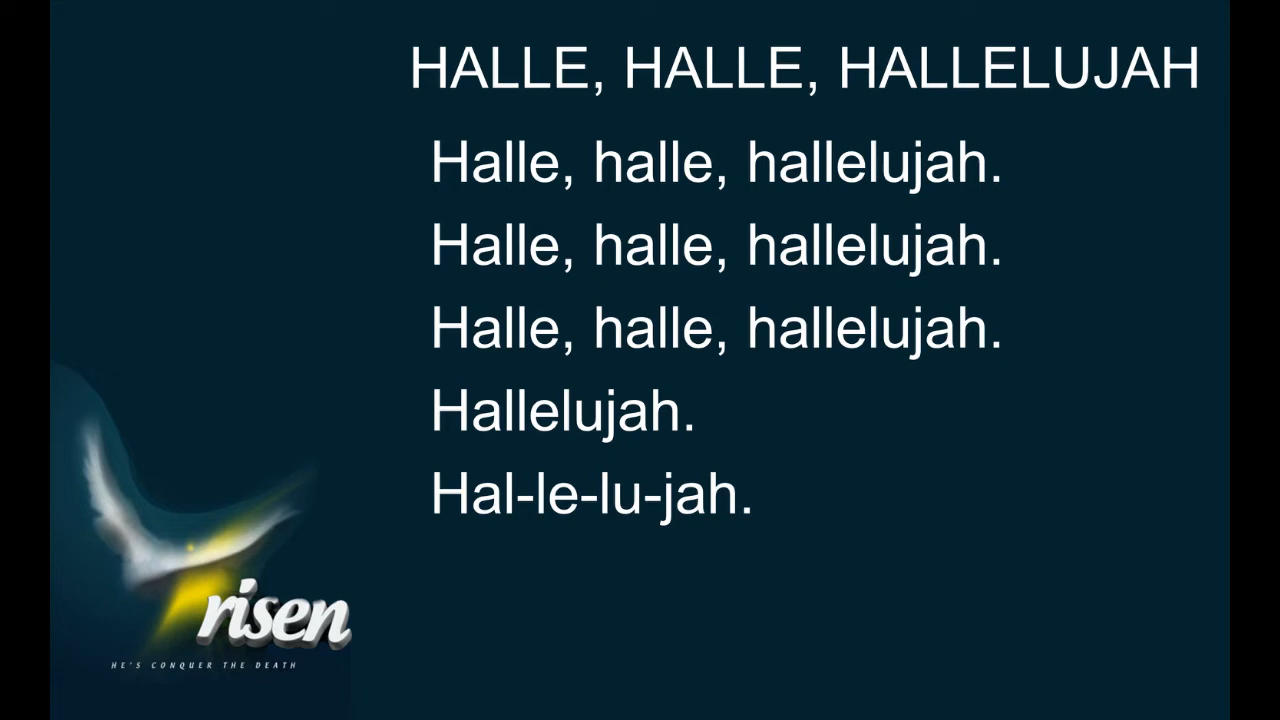 HALLE, HALLE, HALLELUJAH
Halle, halle, hallelujah.
Halle, halle, hallelujah.
Halle, halle, hallelujah.
Hallelujah.
Hal-le-lu-jah.
risen
HE'S CONQUER THE DEATH